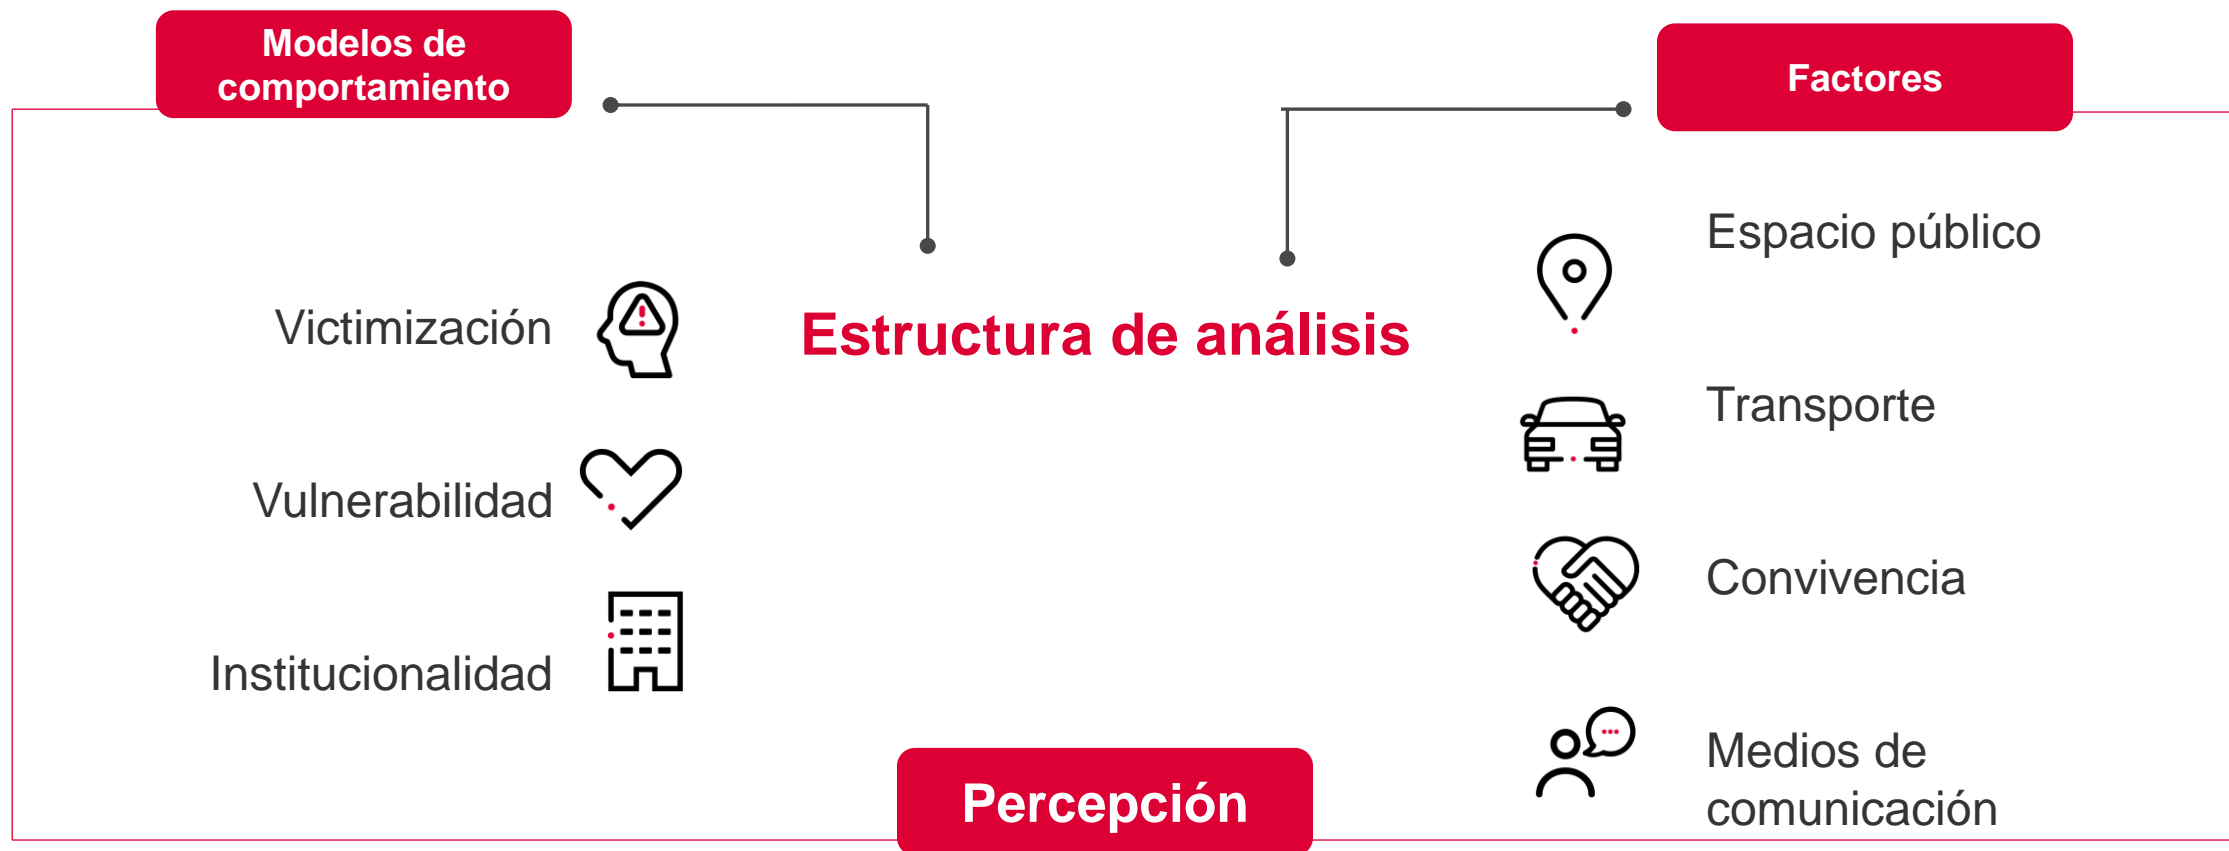 Modelos de
comportamiento
Factores
Estructura de análisis
Victimización
Vulnerabilidad
Institucionalidad
Espacio público
Transporte
Convivencia
Medios de
comunicación
Percepción